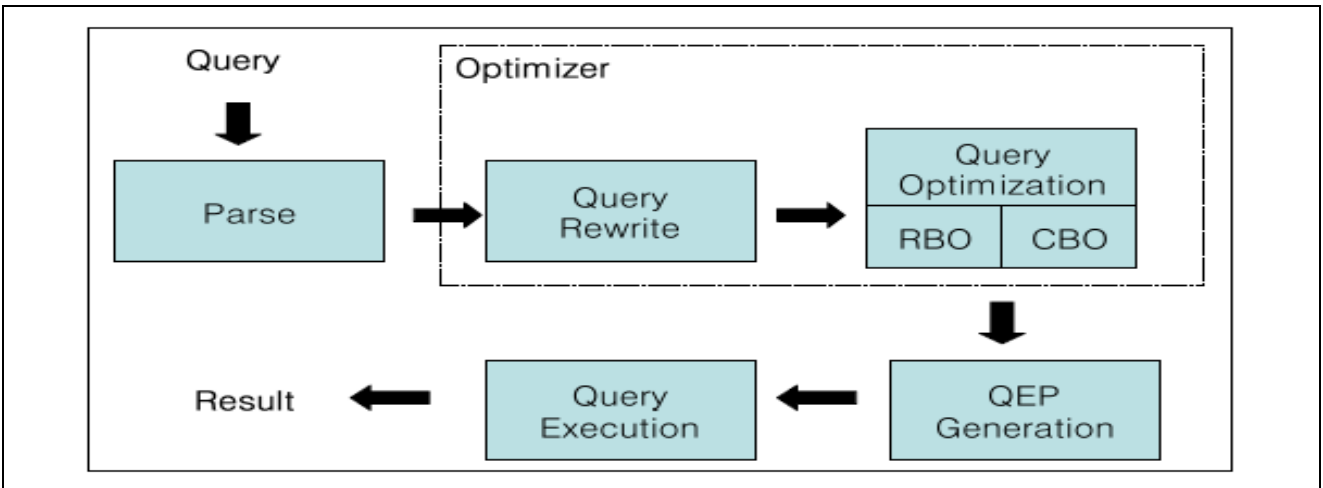 Query
Optimizer
Parse
Query
Rewrite
Query
Optimization
RBO
CBO
Result
Query
Execution
QEP
Generation